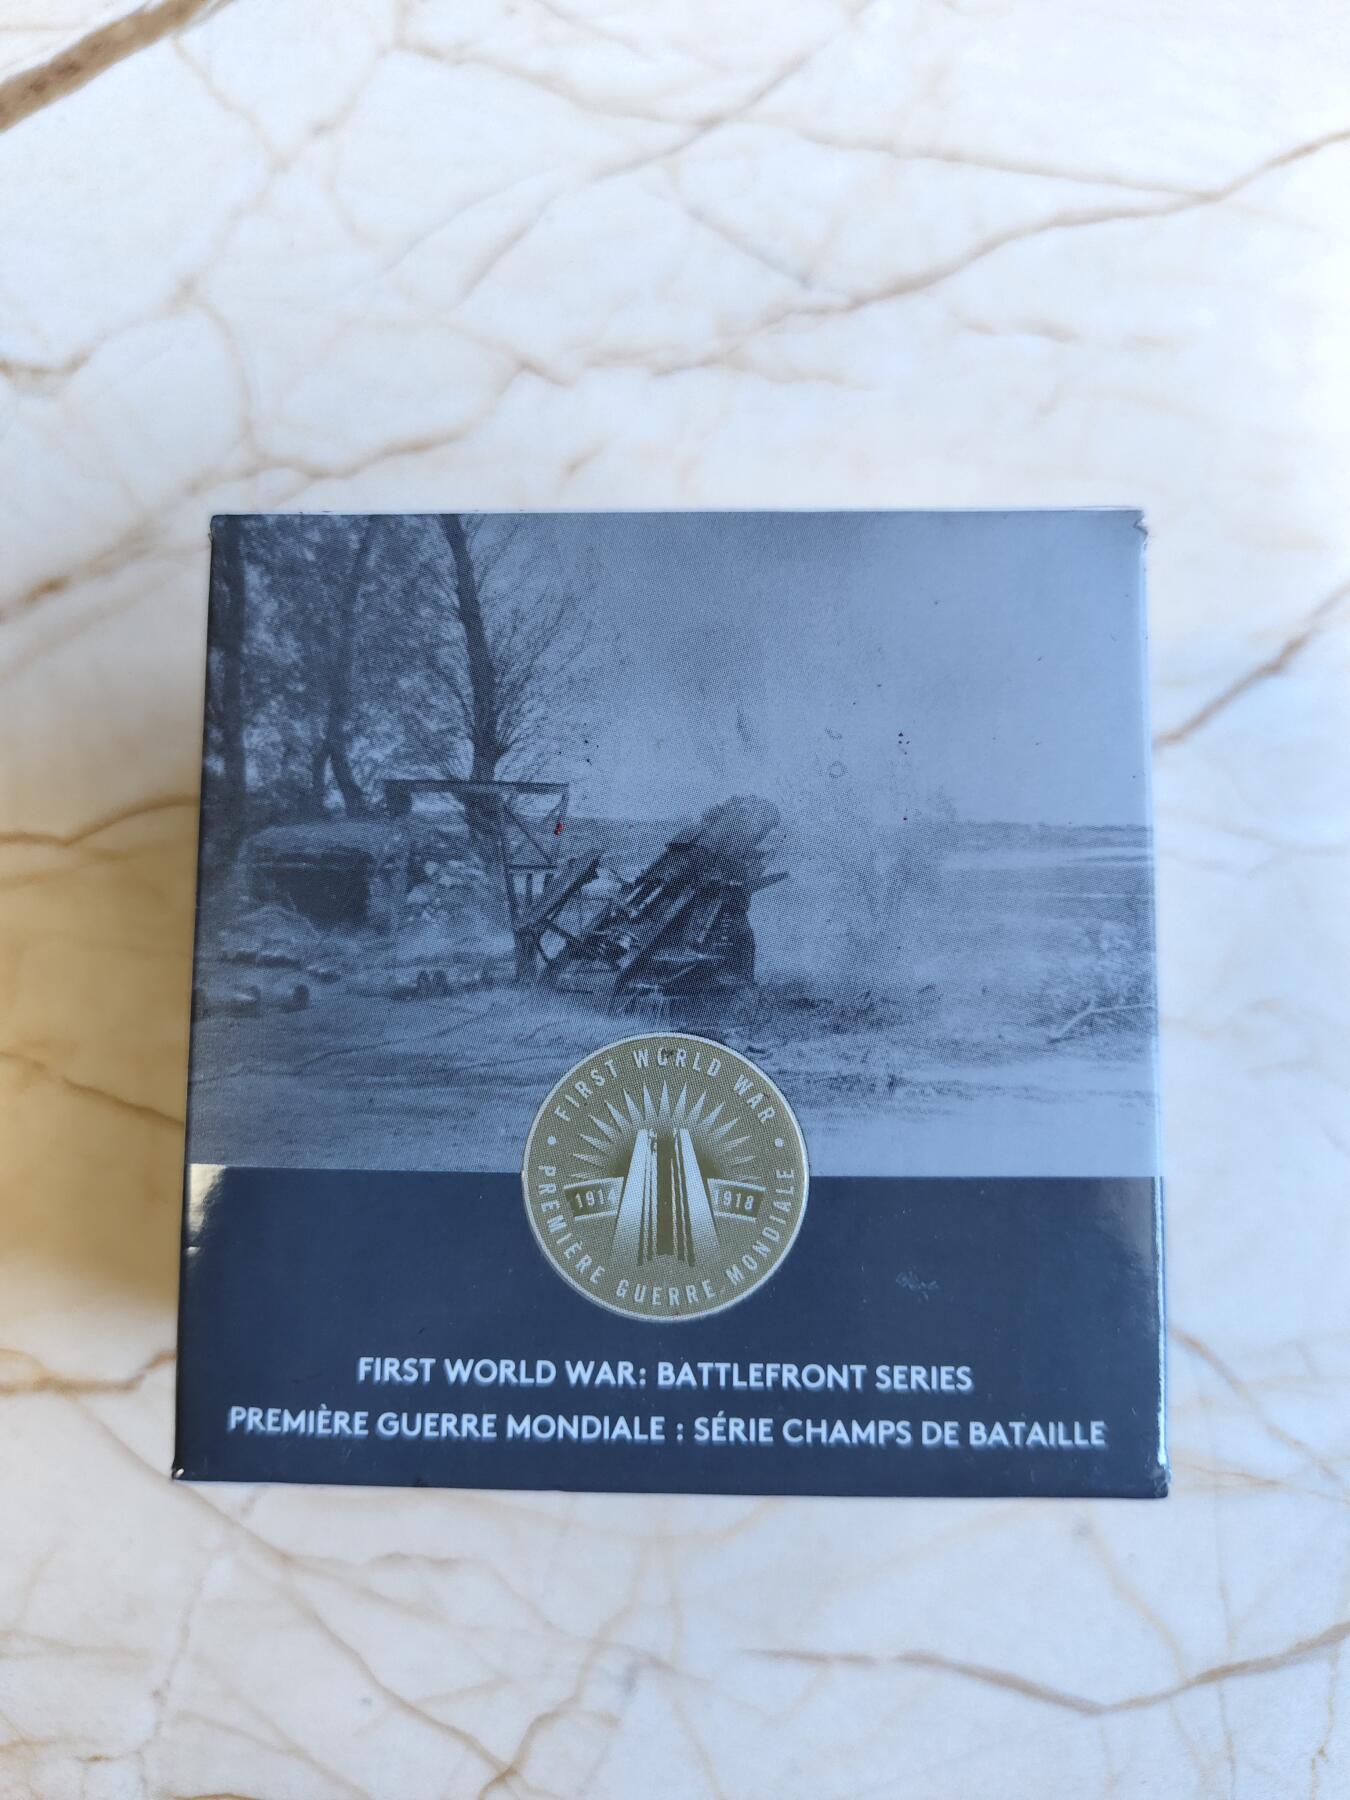 FIRST WORLD WAR
1914 1918
PREMIÈRE GUERRE MONDIALE
FIRST WORLD WAR: BATTLEFRONT SERIES
PREMIÈRE GUERRE MONDIALE : SÉRIE CHAMPS DE BATAILLE